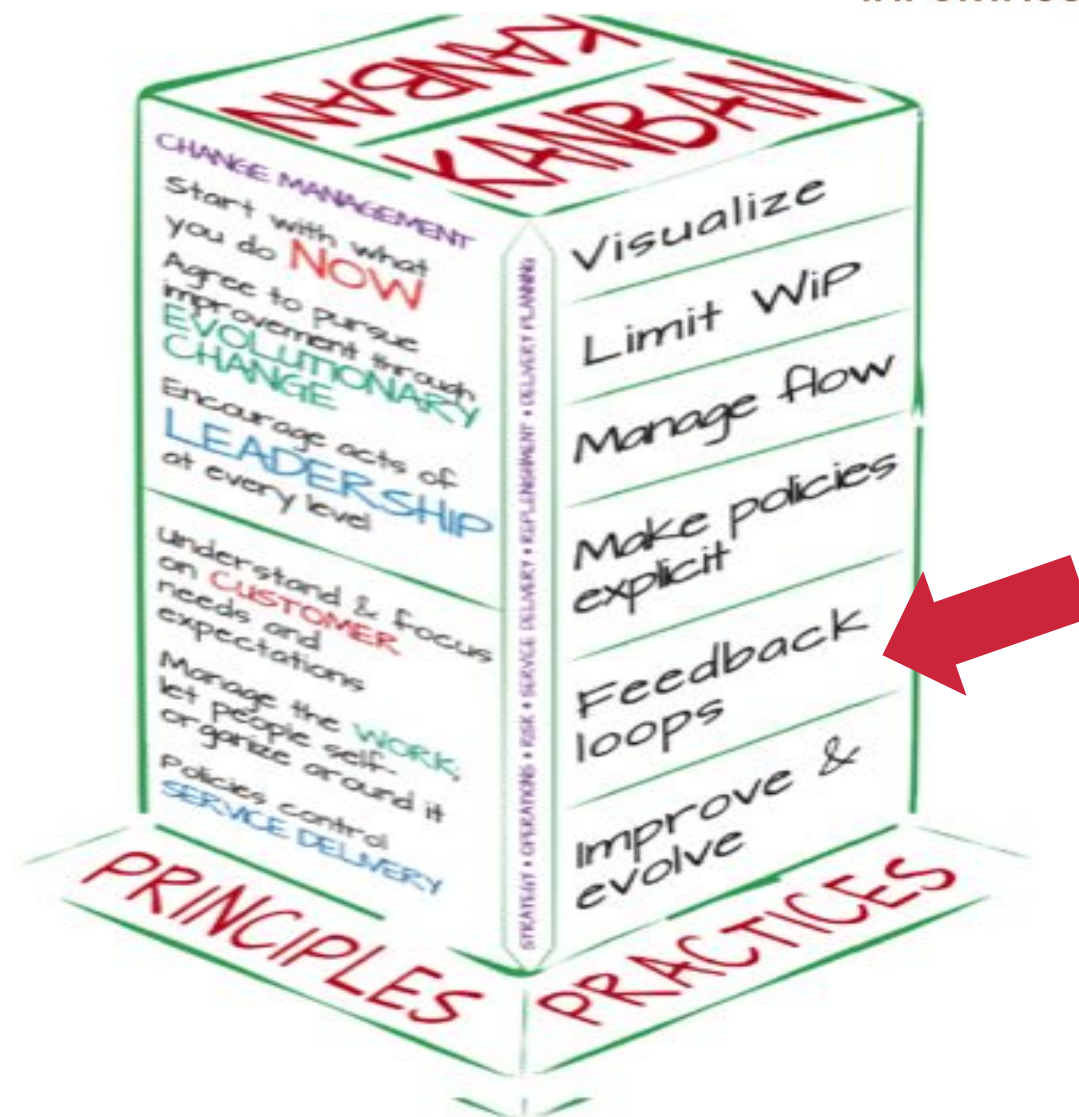 KANBAN
KANBAN
CHANGE MANAGEMENT
Start with what
you do NOW
Agree to pursue
improvement through
EVOLUTIONARY
CHANGE
Encourage acts of
LEADERSHIP
at every level
Understand & focus
on CUSTOMER
needs and
expectations
Manage the WORK;
let people self-
organize around it
Policies control
SERVICE DELIVERY
STRATEGY • OPERATIONS • RISK • SERVICE DELIVERY • REPLENISHMENT • DELIVERY PLANNING
Visualize
Limit WiP
Manage flow
Make policies
explicit
Feedback
loops
Improve &
evolve
PRINCIPLES
PRACTICES